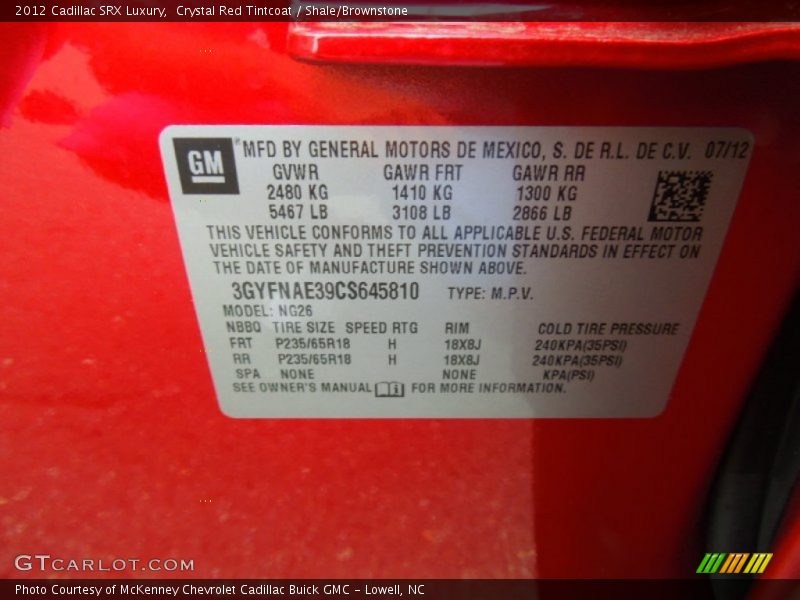 2012 Cadillac SRX Luxury,  Crystal Red Tintcoat / Shale/Brownstone
GM
® MFD BY GENERAL MOTORS DE MEXICO, S. DE R.L. DE C.V. 07/12
GVWR GAWR FRT GAWR RR
2480 KG 1410 KG 1300 KG
5467 LB 3108 LB 2866 LB
THIS VEHICLE CONFORMS TO ALL APPLICABLE U.S. FEDERAL MOTOR
VEHICLE SAFETY AND THEFT PREVENTION STANDARDS IN EFFECT ON
THE DATE OF MANUFACTURE SHOWN ABOVE.
3GYFNAE39CS645810 TYPE: M.P.V.
MODEL: NG26
NBBQ TIRE SIZE SPEED RTG RIM COLD TIRE PRESSURE
FRT P235/65R18 H 18X8J 240KPA(35PSI)
RR P235/65R18 H 18X8J 240KPA(35PSI)
SPA NONE NONE KPA(PSI)
SEE OWNER'S MANUAL FOR MORE INFORMATION.
GTCARLOT.COM
Photo Courtesy of McKenney Chevrolet Cadillac Buick GMC - Lowell, NC